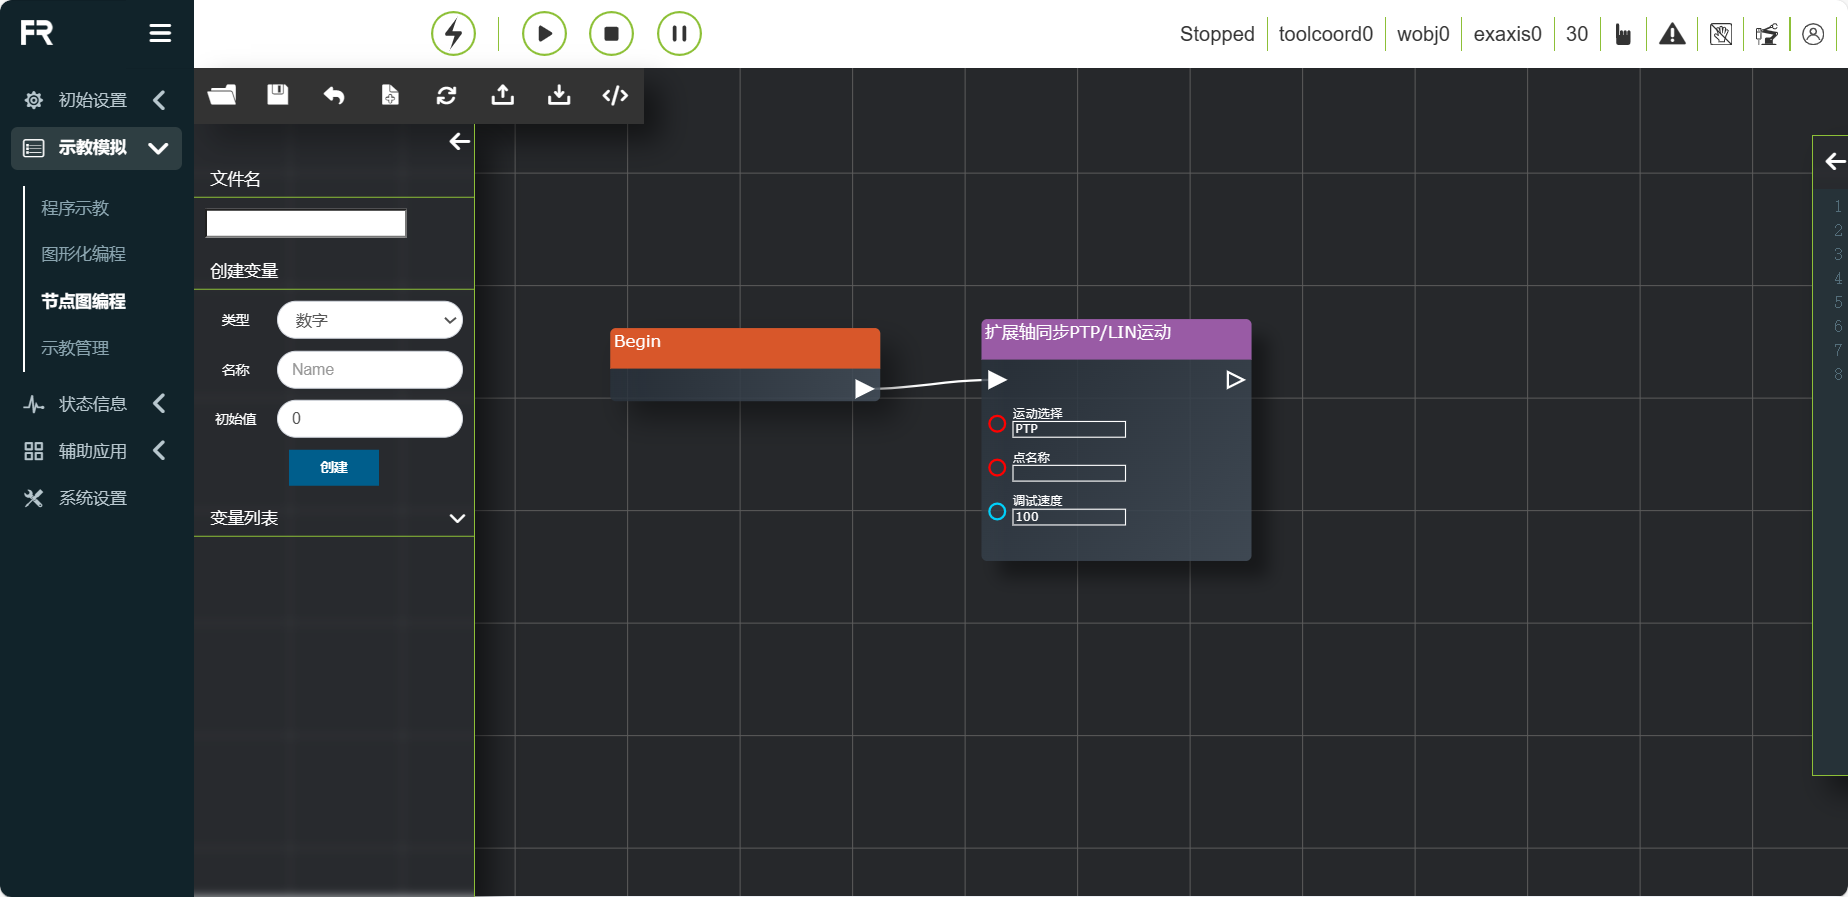 FR
Stopped
toolcoord0
wobj0
exaxis0
30
初始设置
示教模拟
程序示教
图形化编程
节点图编程
示教管理
状态信息
辅助应用
系统设置
文件名
创建变量
类型
数字
名称
Name
初始值
0
创建
变量列表
Begin
扩展轴同步PTP/LIN运动
运动选择
PTP
点名称
调试速度
100
1
2
3
4
5
6
7
8